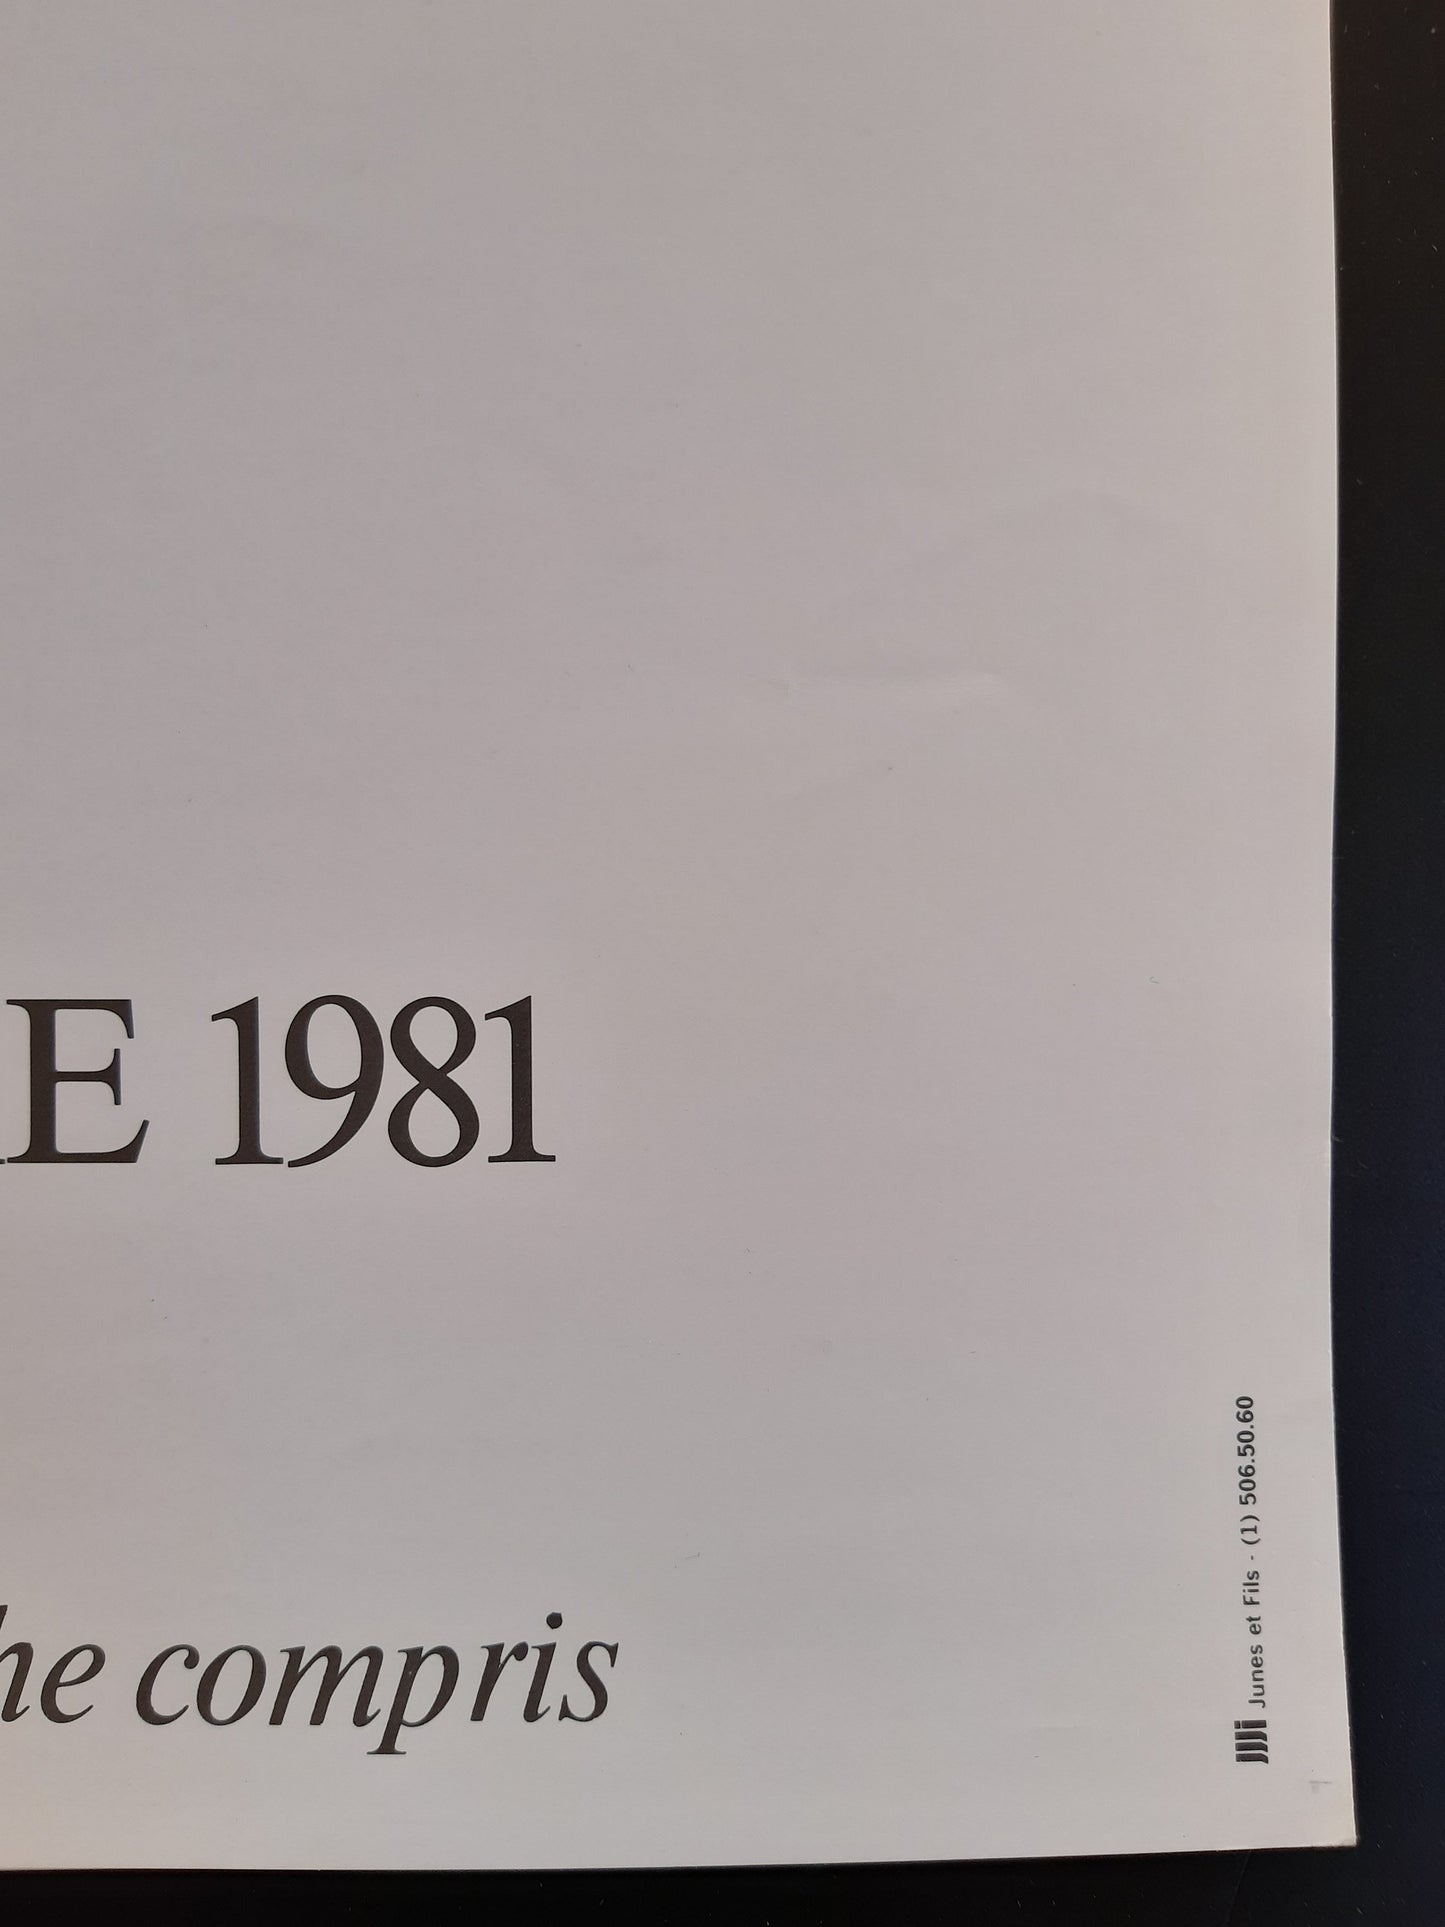 E 1981
he compris
Junes et Fils - (1) 506.50.60